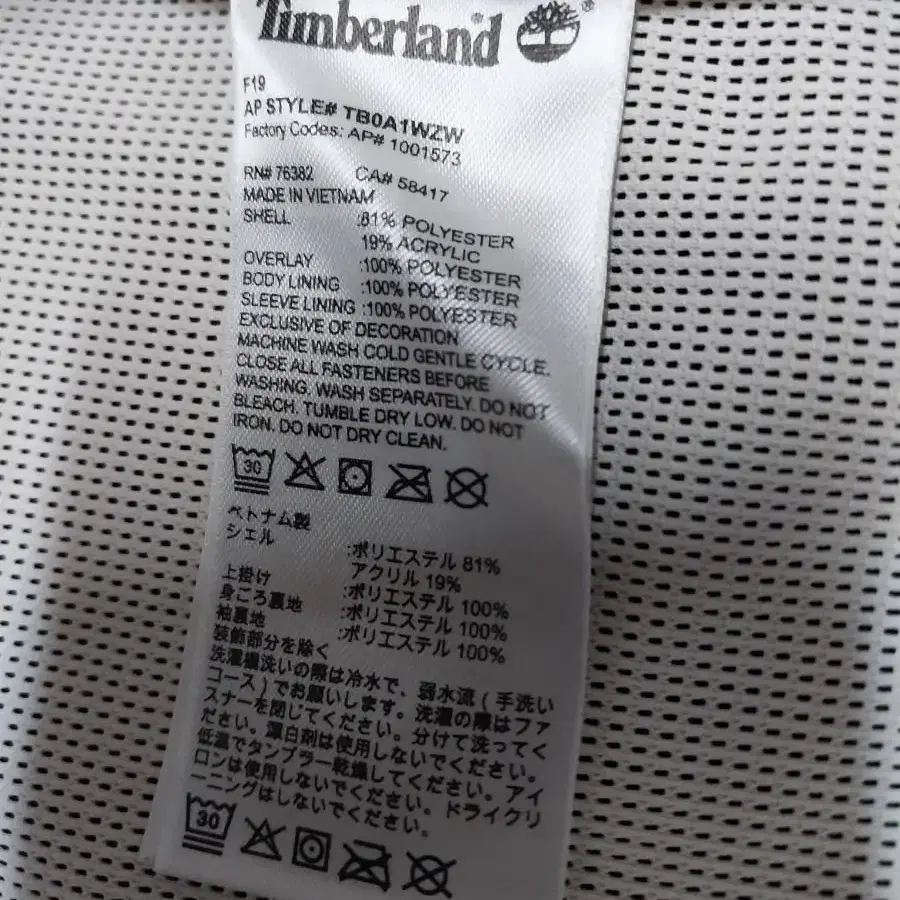 Timberland ®
F19
AP STYLE# TB0A1WZW
Factory Codes: AP# 1001573
RN# 76382 CA# 58417
MADE IN VIETNAM
SHELL :81% POLYESTER
19% ACRYLIC
OVERLAY :100% POLYESTER
BODY LINING :100% POLYESTER
SLEEVE LINING :100% POLYESTER
EXCLUSIVE OF DECORATION
MACHINE WASH COLD GENTLE CYCLE.
CLOSE ALL FASTENERS BEFORE
WASHING. WASH SEPARATELY. DO NOT
BLEACH. TUMBLE DRY LOW. DO NOT
IRON. DO NOT DRY CLEAN.
30
ベトナム製
シェル :ポリエステル 81%
アクリル 19%
上掛け :ポリエステル 100%
身ごろ裏地 :ポリエステル 100%
袖裏地 :ポリエステル 100%
装飾部分を除く
洗濯機洗いの際は冷水で、弱水流(手洗い
コース)でお願いします。洗濯の際はファ
スナーを閉じてください。分けて洗ってく
ださい。漂白剤は使用しないでください。
低温でタンブラー乾燥してください。アイ
ロンは使用しないでください。ドライクリ
ーニングはしないでください。
30